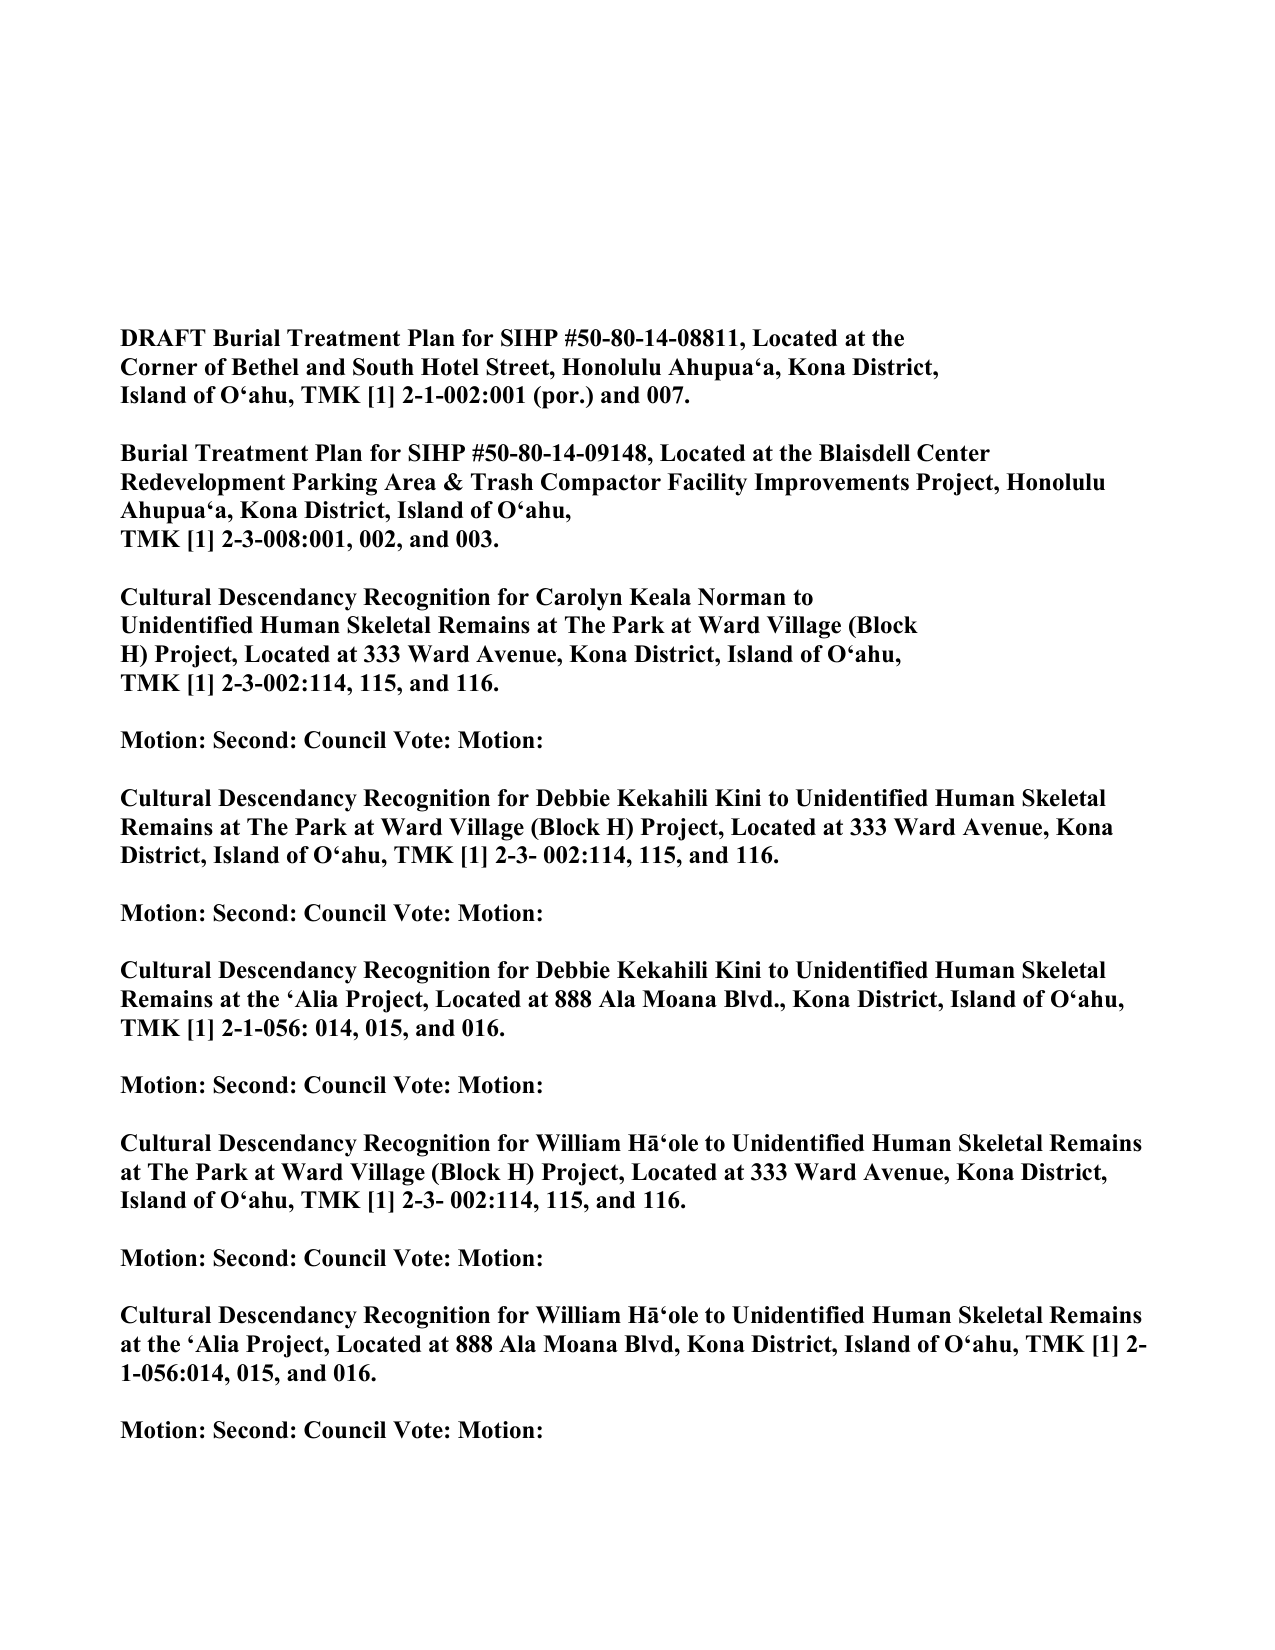 DRAFT Burial Treatment Plan for SIHP #50-80-14-08811, Located at the
Corner of Bethel and South Hotel Street, Honolulu Ahupuaʻa, Kona District,
Island of Oʻahu, TMK [1] 2-1-002:001 (por.) and 007.
Burial Treatment Plan for SIHP #50-80-14-09148, Located at the Blaisdell Center
Redevelopment Parking Area & Trash Compactor Facility Improvements Project, Honolulu
Ahupuaʻa, Kona District, Island of Oʻahu,
TMK [1] 2-3-008:001, 002, and 003.
Cultural Descendancy Recognition for Carolyn Keala Norman to
Unidentified Human Skeletal Remains at The Park at Ward Village (Block
H) Project, Located at 333 Ward Avenue, Kona District, Island of Oʻahu,
TMK [1] 2-3-002:114, 115, and 116.
Motion: Second: Council Vote: Motion:
Cultural Descendancy Recognition for Debbie Kekahili Kini to Unidentified Human Skeletal
Remains at The Park at Ward Village (Block H) Project, Located at 333 Ward Avenue, Kona
District, Island of Oʻahu, TMK [1] 2-3- 002:114, 115, and 116.
Motion: Second: Council Vote: Motion:
Cultural Descendancy Recognition for Debbie Kekahili Kini to Unidentified Human Skeletal
Remains at the ʻAlia Project, Located at 888 Ala Moana Blvd., Kona District, Island of Oʻahu,
TMK [1] 2-1-056: 014, 015, and 016.
Motion: Second: Council Vote: Motion:
Cultural Descendancy Recognition for William Hāʻole to Unidentified Human Skeletal Remains
at The Park at Ward Village (Block H) Project, Located at 333 Ward Avenue, Kona District,
Island of Oʻahu, TMK [1] 2-3- 002:114, 115, and 116.
Motion: Second: Council Vote: Motion:
Cultural Descendancy Recognition for William Hāʻole to Unidentified Human Skeletal Remains
at the ʻAlia Project, Located at 888 Ala Moana Blvd, Kona District, Island of Oʻahu, TMK [1] 2-
1-056:014, 015, and 016.
Motion: Second: Council Vote: Motion: